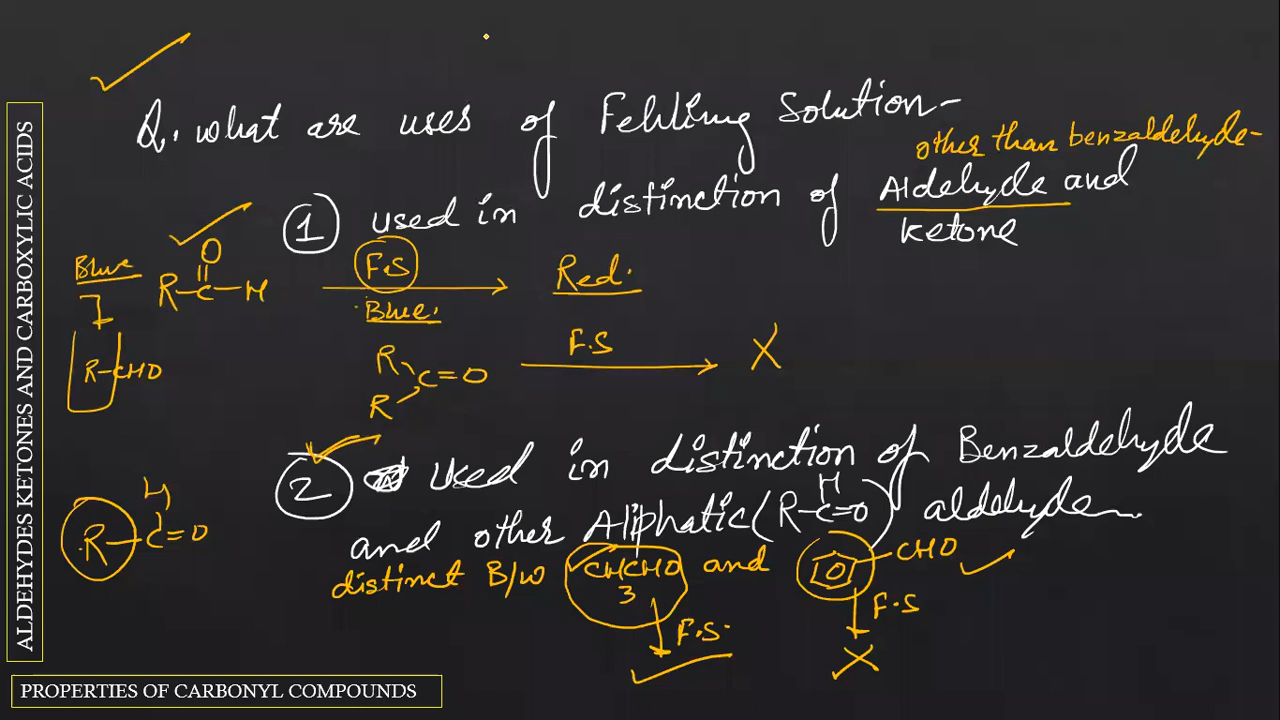 Q. what are uses of Fehling Solution-
other than benzaldehyde-
1 used in distinction of Aldehyde and
ketone
Blue
R-C-H
O
F.S
Blue.
Red.
R-CHO
R
R
C=O
F.S
X
2 Used in distinction of Benzaldehyde
and other Aliphatic (R-C=O) aldehyde
H
R-C=O
H
distinct B/w CH3CHO and CHO
F.S.
F.S
X
ALDEHYDES KETONES AND CARBOXYLIC ACIDS
PROPERTIES OF CARBONYL COMPOUNDS